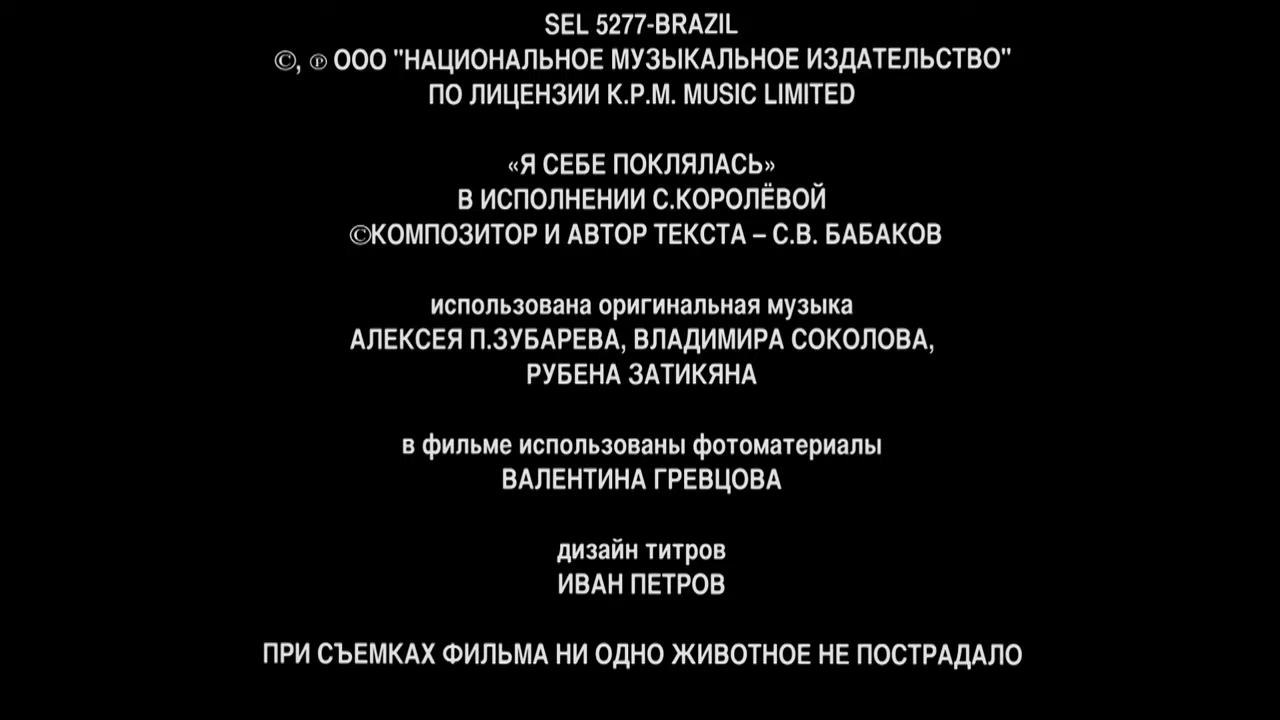 SEL 5277-BRAZIL
©, ℗ ООО "НАЦИОНАЛЬНОЕ МУЗЫКАЛЬНОЕ ИЗДАТЕЛЬСТВО"
ПО ЛИЦЕНЗИИ K.P.M. MUSIC LIMITED
«Я СЕБЕ ПОКЛЯЛАСЬ»
В ИСПОЛНЕНИИ С.КОРОЛЁВОЙ
©КОМПОЗИТОР И АВТОР ТЕКСТА – С.В. БАБАКОВ
использована оригинальная музыка
АЛЕКСЕЯ П.ЗУБАРЕВА, ВЛАДИМИРА СОКОЛОВА,
РУБЕНА ЗАТИКЯНА
в фильме использованы фотоматериалы
ВАЛЕНТИНА ГРЕВЦОВА
дизайн титров
ИВАН ПЕТРОВ
ПРИ СЪЕМКАХ ФИЛЬМА НИ ОДНО ЖИВОТНОЕ НЕ ПОСТРАДАЛО